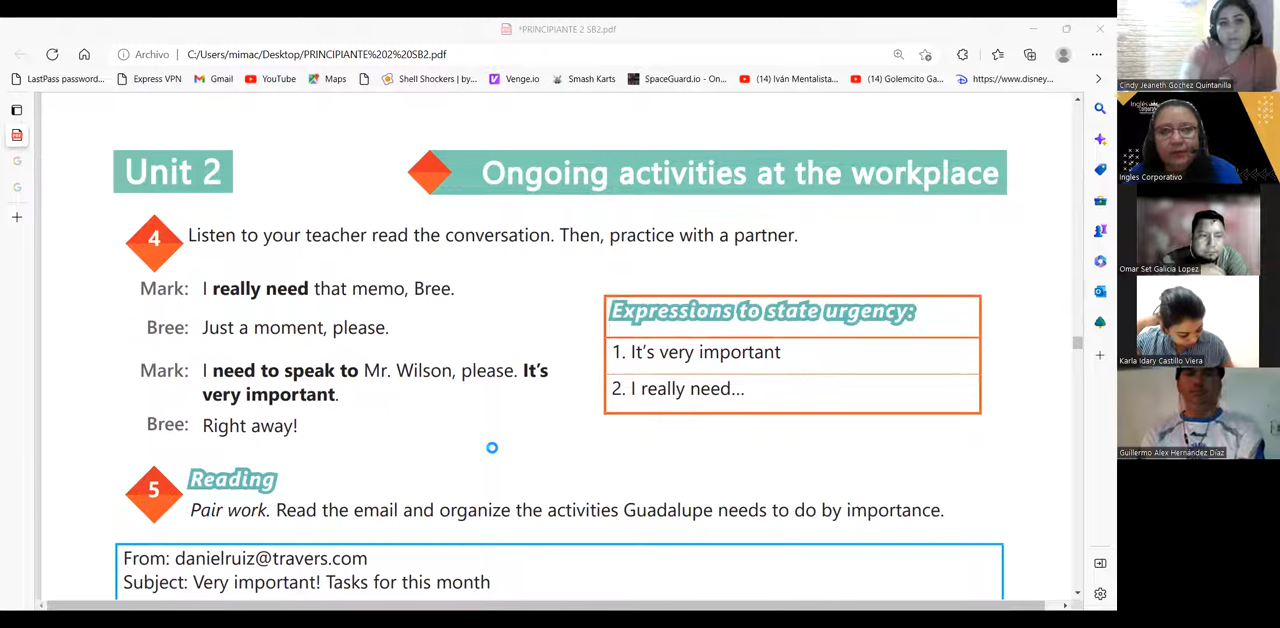 *PRINCIPIANTE 2 SB2.pdf
Archivo
C:/Users/mimac/Desktop/PRINCIPIANTE%202%20SB2.pdf
LastPass password...
Express VPN
Gmail
YouTube
Maps
Shell Shockers | by...
Venge.io
Smash Karts
SpaceGuard.io - On...
(14) Iván Mentalista...
(14) Golemcito Ga...
https://www.disney...
Unit 2
Ongoing activities at the workplace
4
Listen to your teacher read the conversation. Then, practice with a partner.
Mark: I really need that memo, Bree.
Bree: Just a moment, please.
Mark: I need to speak to Mr. Wilson, please. It's
very important.
Bree: Right away!
Expressions to state urgency:
1. It's very important
2. I really need...
5
Reading
Pair work. Read the email and organize the activities Guadalupe needs to do by importance.
From: danielruiz@travers.com
Subject: Very important! Tasks for this month
Cindy Jeaneth Gochez Quintanilla
Inglés
Ingles Corporativo
Omar Set Galicia Lopez
Karla Idary Castillo Viera
Guillermo Alex Hernández Díaz